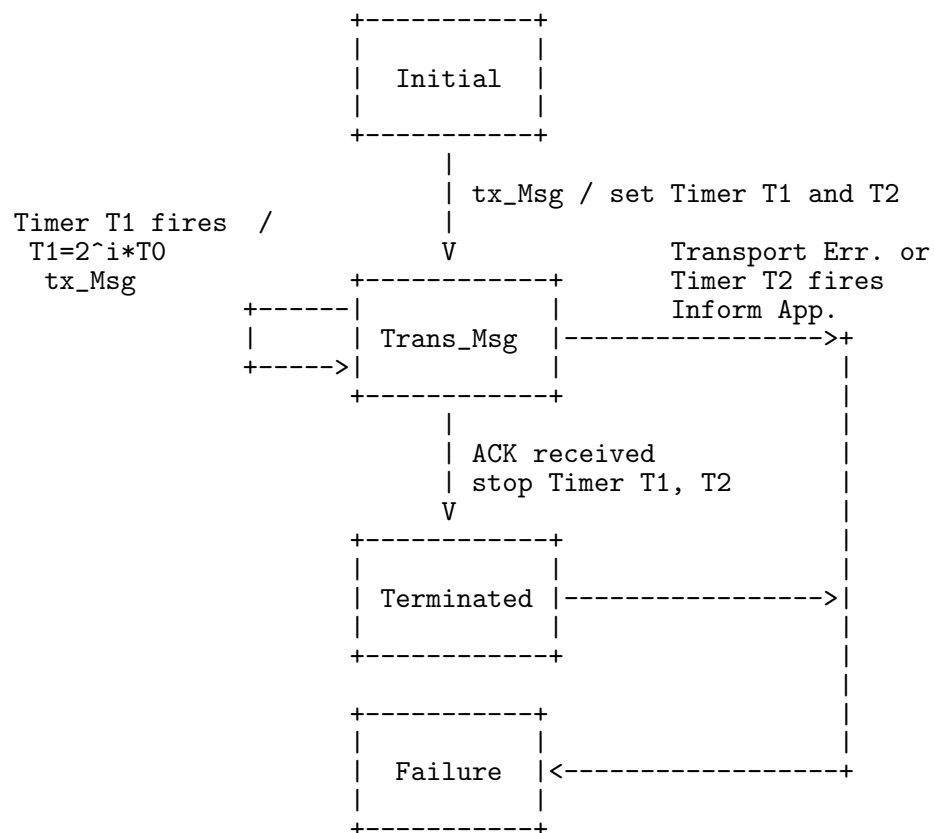 Initial
tx_Msg / set Timer T1 and T2
Timer T1 fires /
T1=2^i*T0
tx_Msg
Transport Err. or
Timer T2 fires
Inform App.
Trans_Msg
ACK received
stop Timer T1, T2
Terminated
Failure